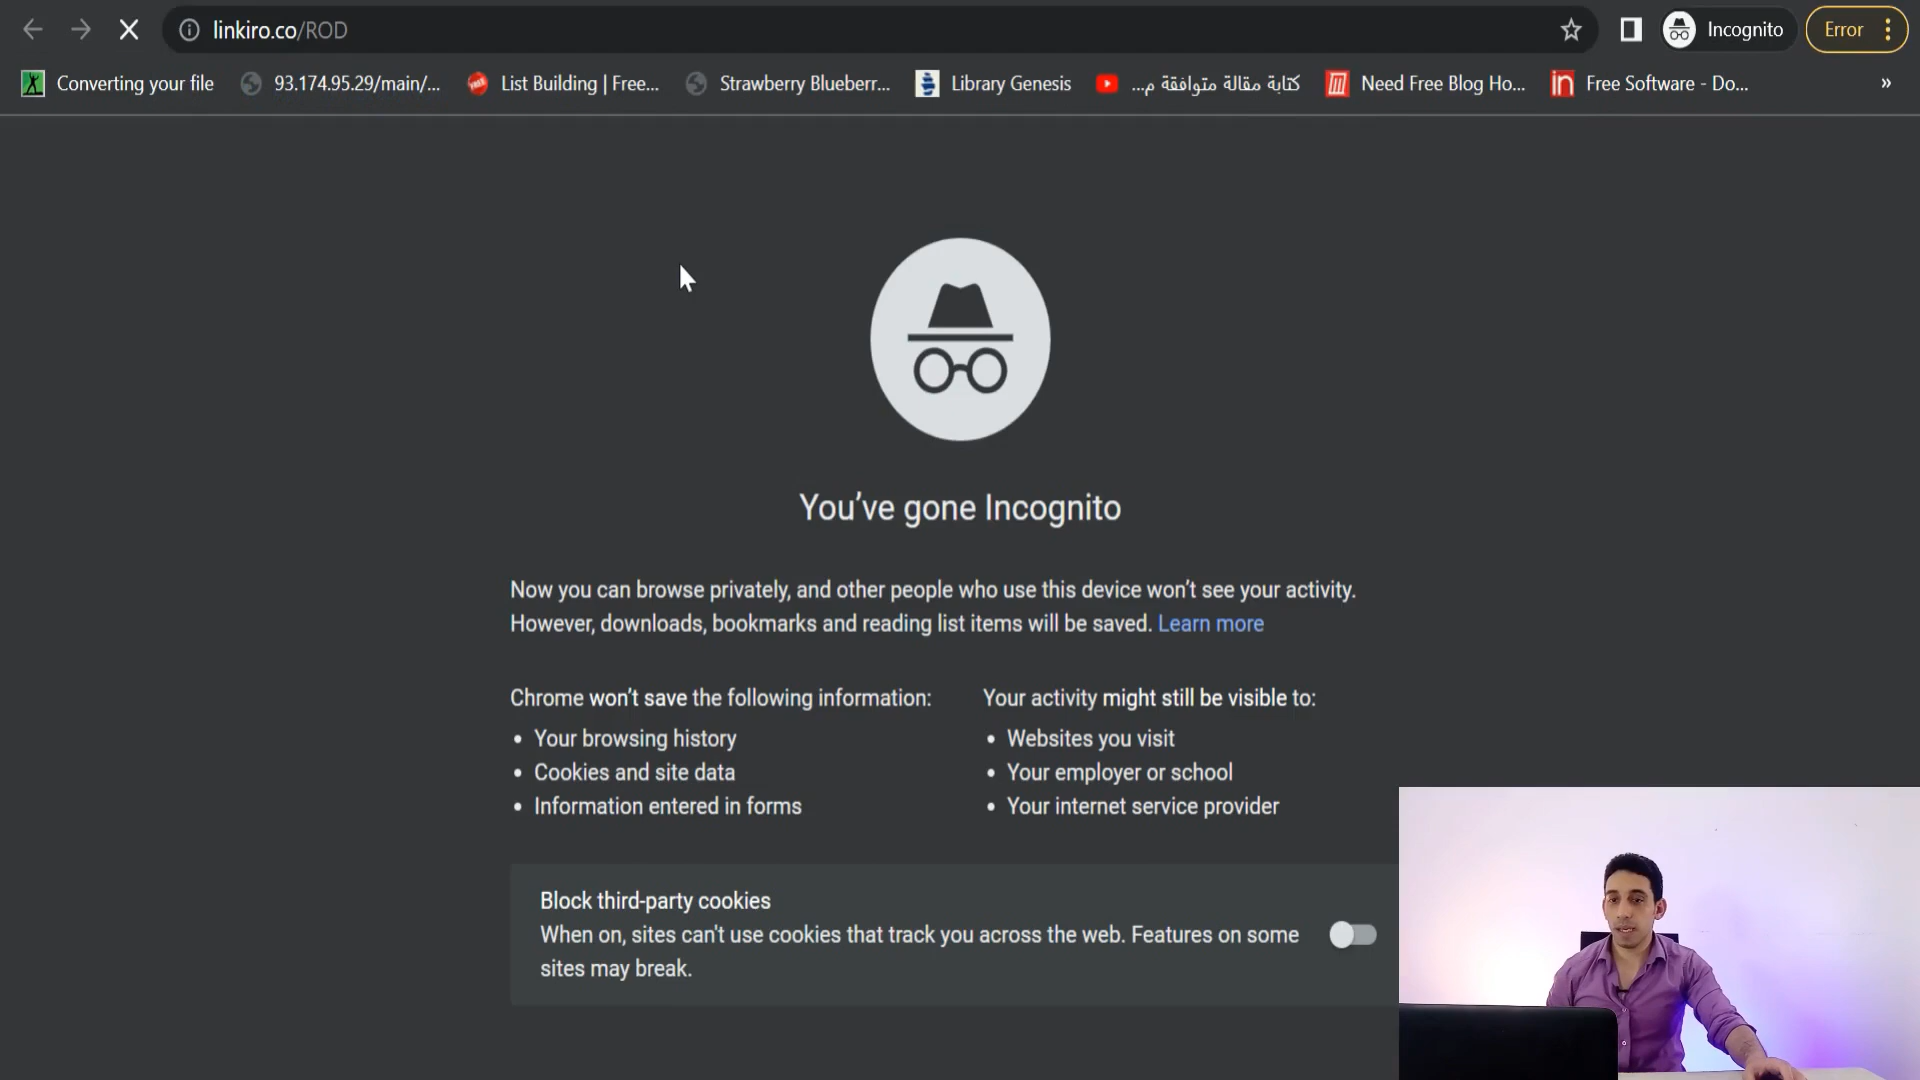 linkiro.co/ROD
Incognito
Error
Converting your file
93.174.95.29/main/...
List Building | Free...
Strawberry Blueberr...
Library Genesis
كتابة مقالة متوافقة م...
Need Free Blog Ho...
Free Software - Do...
»
You've gone Incognito
Now you can browse privately, and other people who use this device won't see your activity.
However, downloads, bookmarks and reading list items will be saved. Learn more
Chrome won't save the following information:
• Your browsing history
• Cookies and site data
• Information entered in forms
Your activity might still be visible to:
• Websites you visit
• Your employer or school
• Your internet service provider
Block third-party cookies
When on, sites can't use cookies that track you across the web. Features on some
sites may break.